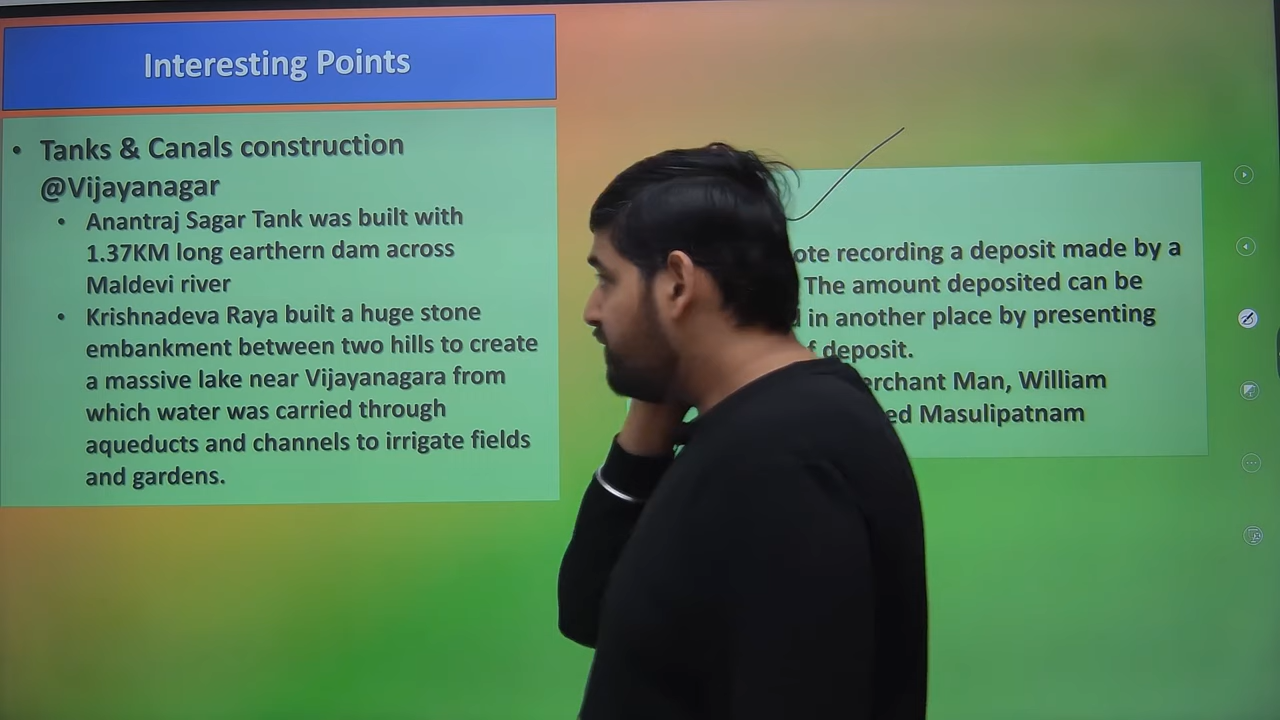 Interesting Points
• Tanks & Canals construction
@Vijayanagar
• Anantraj Sagar Tank was built with
1.37KM long earthern dam across
Maldevi river
• Krishnadeva Raya built a huge stone
embankment between two hills to create
a massive lake near Vijayanagara from
which water was carried through
aqueducts and channels to irrigate fields
and gardens.
recording a deposit made by a
The amount deposited can be
in another place by presenting
deposit.
Man, William
Masulipatnam